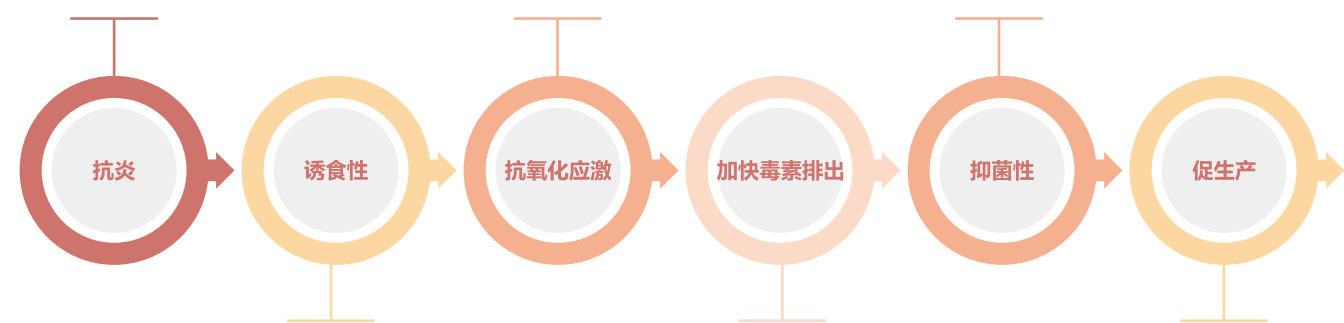 抗炎
诱食性
抗氧化应激
加快毒素排出
抑菌性
促生产